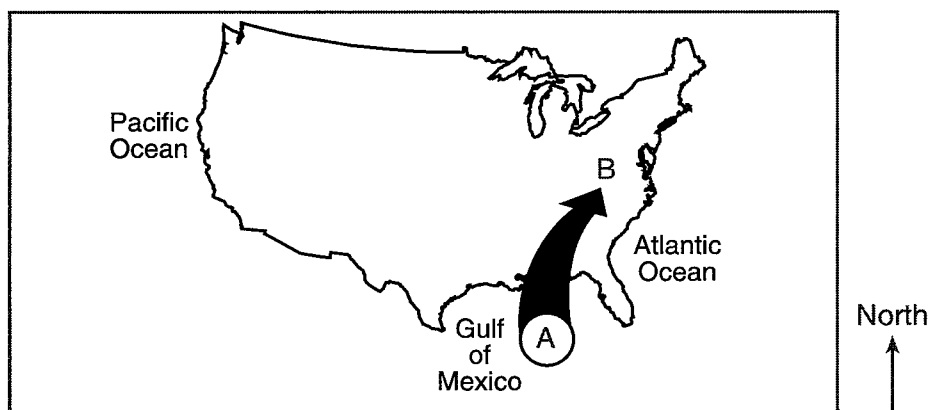 Pacific
Ocean
B
Atlantic
Ocean
North
Gulf
of
Mexico
A